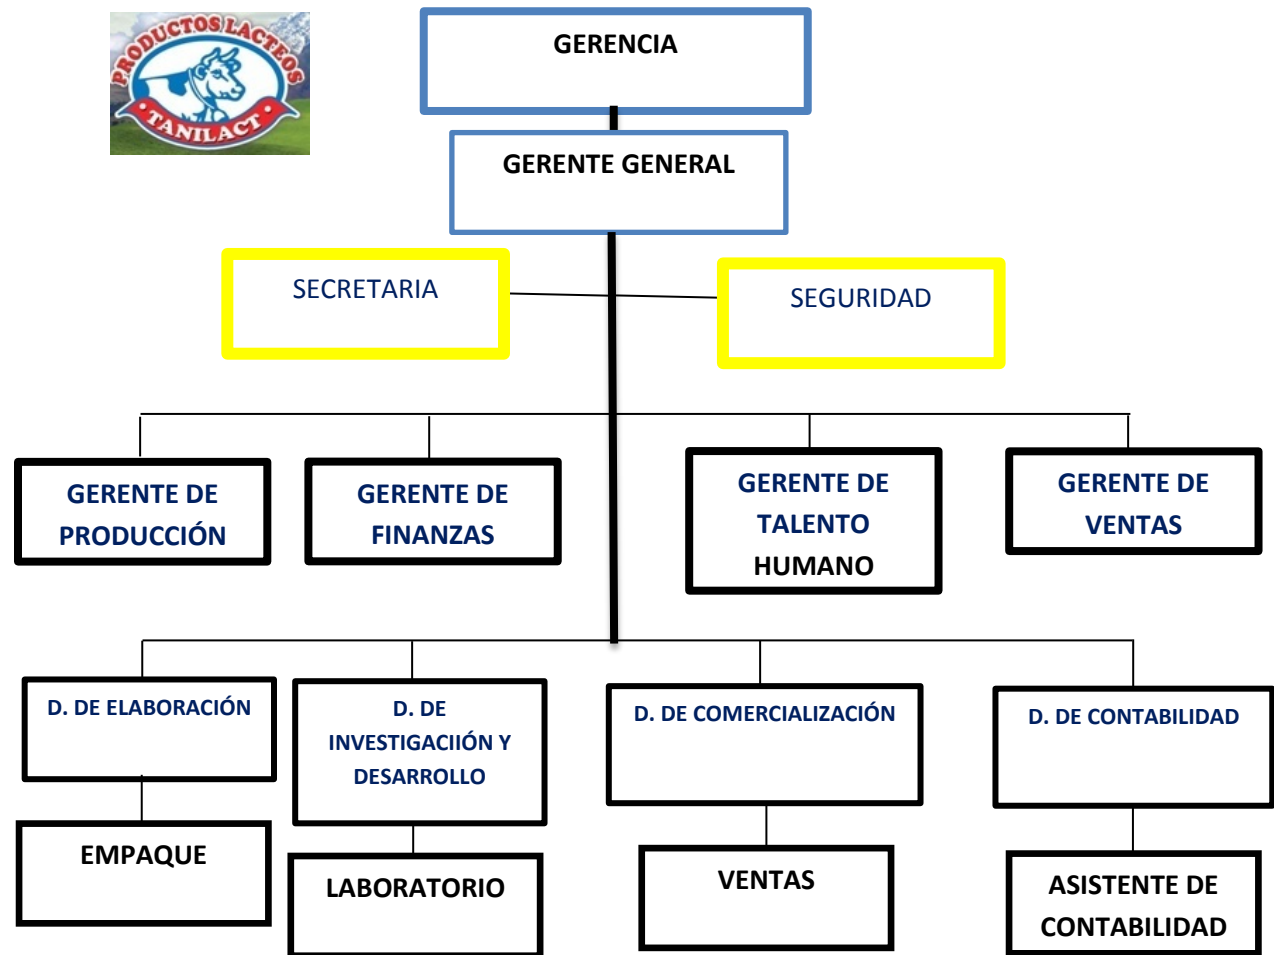 PRODUCTOS LACTEOS
TANILACT
GERENCIA
GERENTE GENERAL
SECRETARIA
SEGURIDAD
GERENTE DE
PRODUCCIÓN
GERENTE DE
FINANZAS
GERENTE DE
TALENTO
HUMANO
GERENTE DE
VENTAS
D. DE ELABORACIÓN
D. DE
INVESTIGACIIÓN Y
DESARROLLO
D. DE COMERCIALIZACIÓN
D. DE CONTABILIDAD
EMPAQUE
LABORATORIO
VENTAS
ASISTENTE DE
CONTABILIDAD